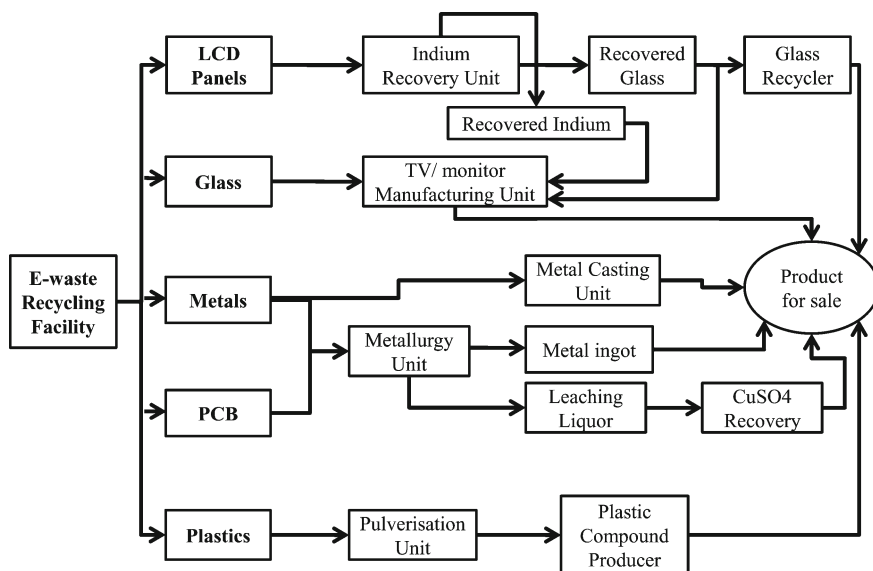 LCD
Panels
Indium
Recovery Unit
Recovered
Glass
Glass
Recycler
Recovered Indium
Glass
TV/ monitor
Manufacturing Unit
E-waste
Recycling
Facility
Metals
Metal Casting
Unit
Product
for sale
Metallurgy
Unit
Metal ingot
PCB
Leaching
Liquor
CuSO4
Recovery
Plastics
Pulverisation
Unit
Plastic
Compound
Producer